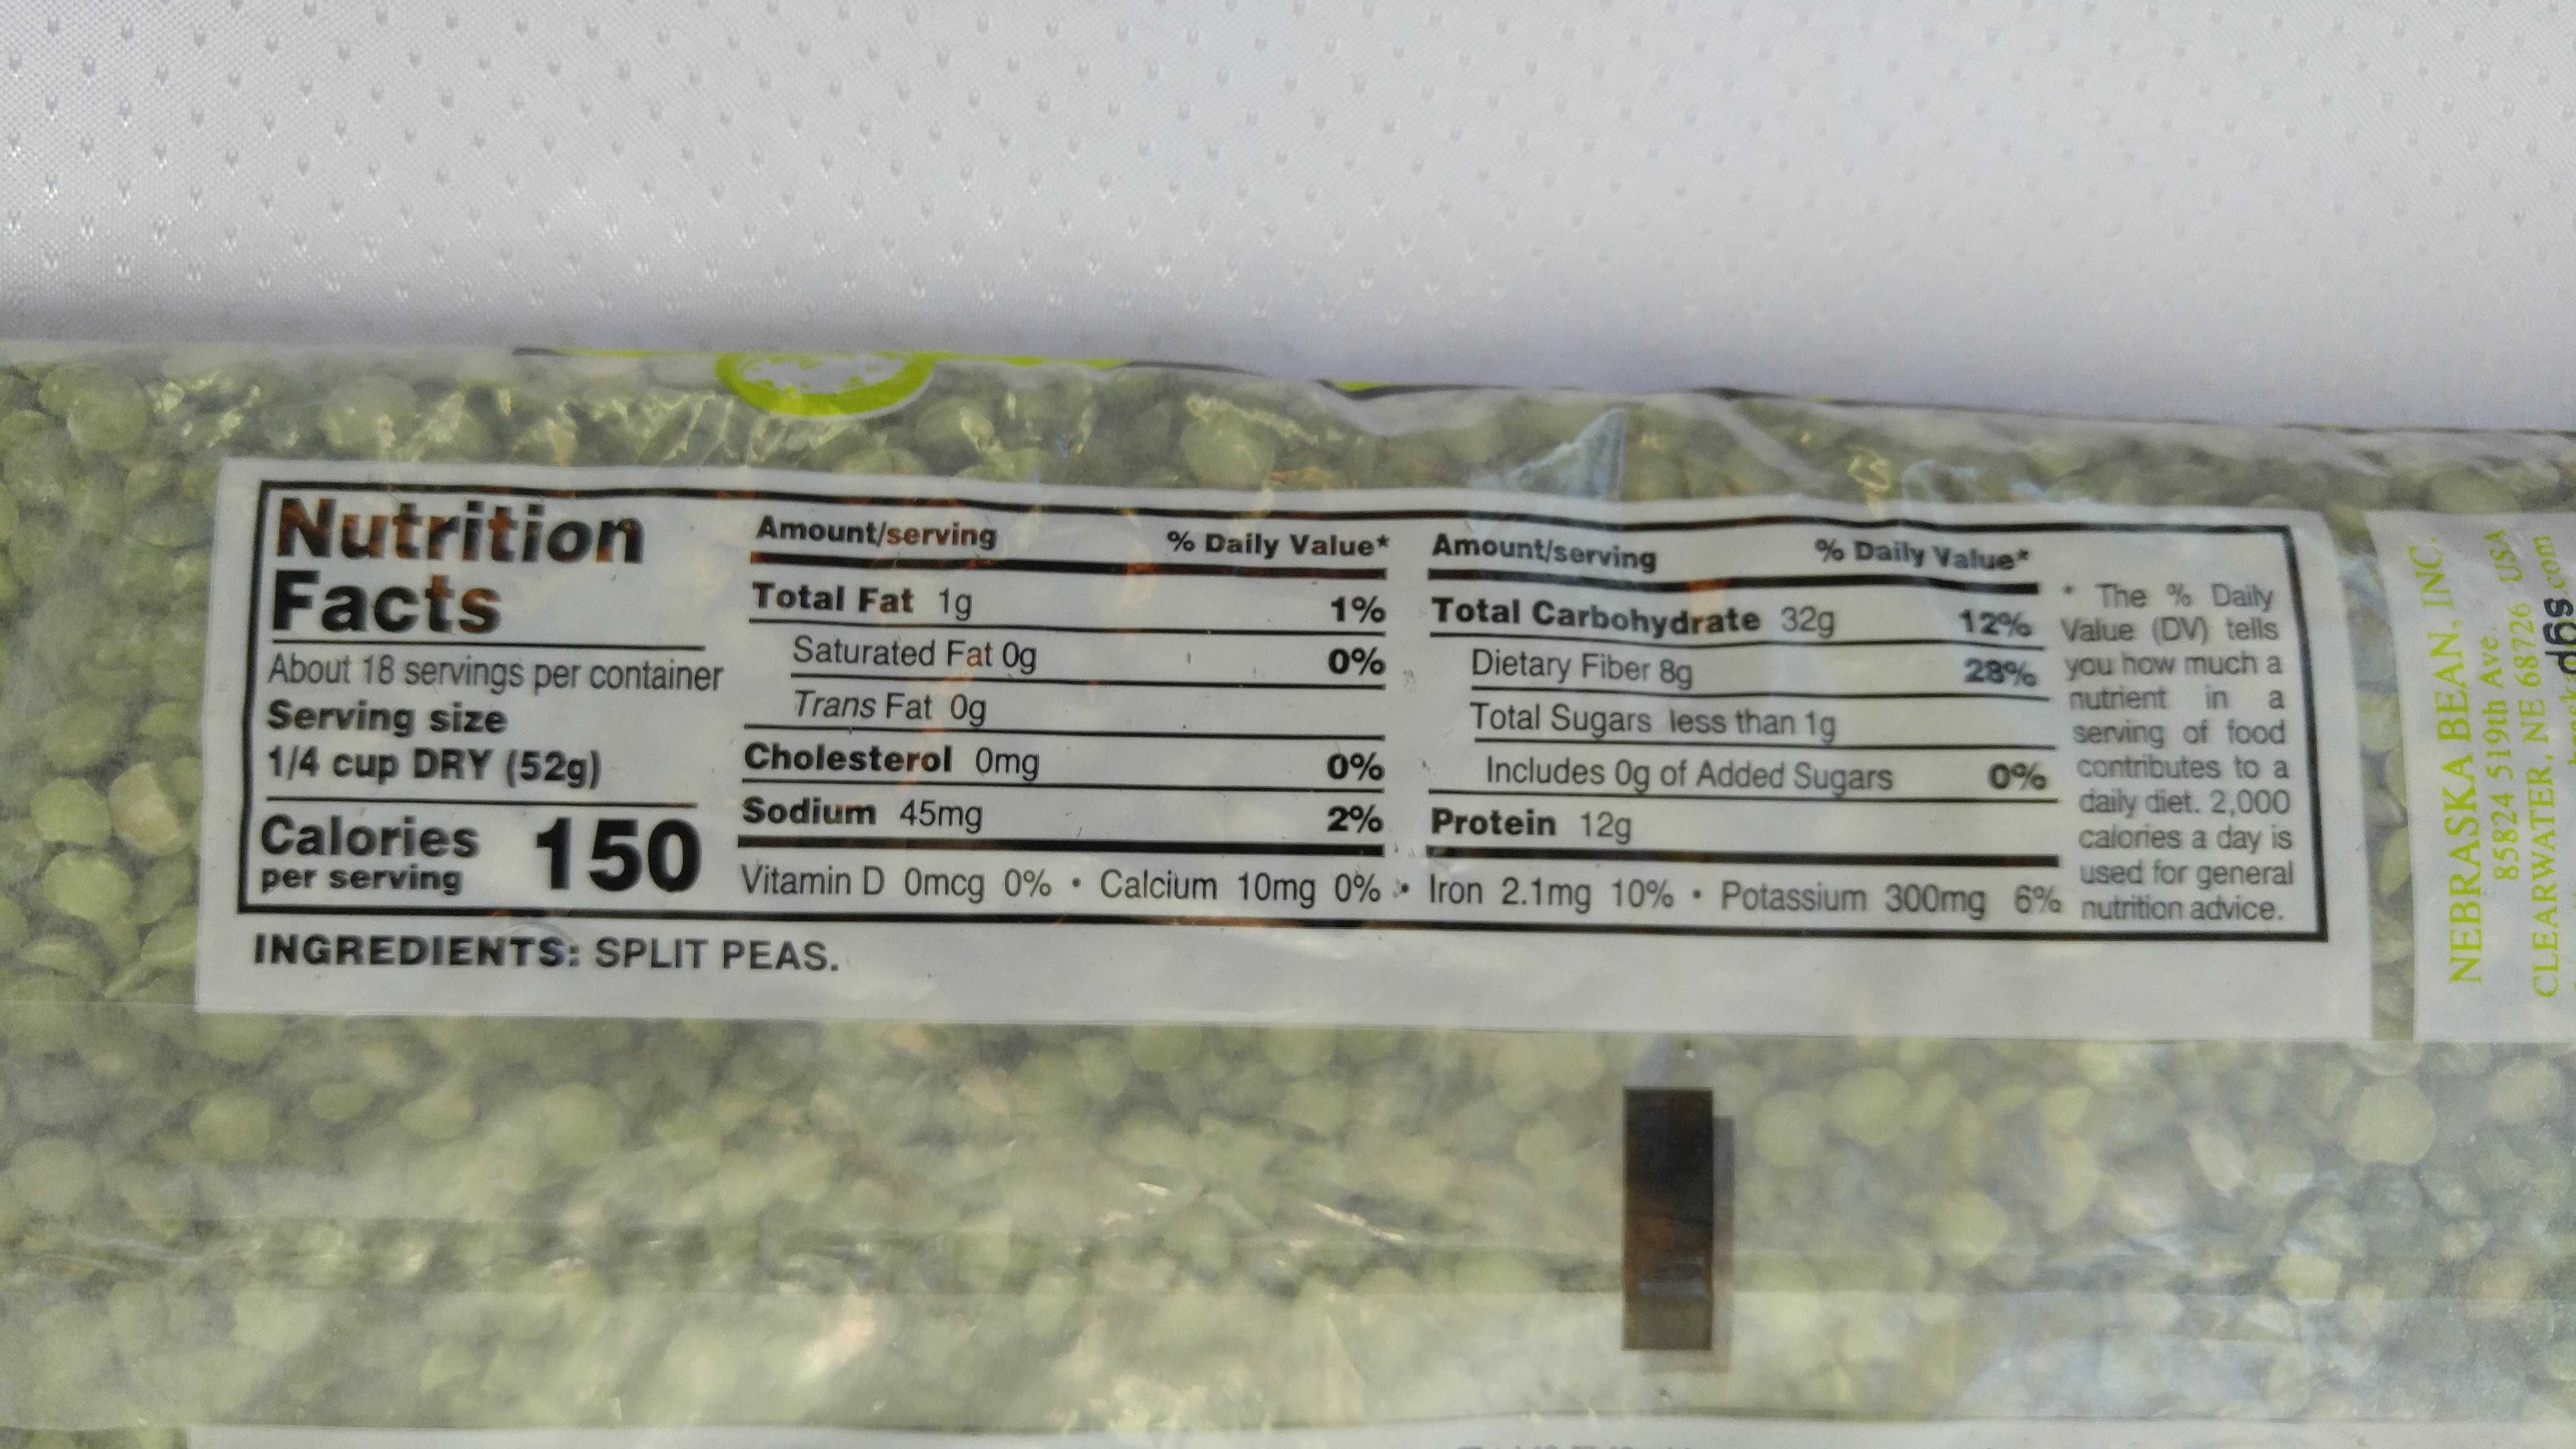 Nutrition
Facts
About 18 servings per container
Serving size
1/4 cup DRY (52g)
Calories
per serving 150
Amount/serving % Daily Value*
Total Fat 1g 1%
Saturated Fat 0g 0%
Trans Fat 0g
Cholesterol 0mg 0%
Sodium 45mg 2%
Amount/serving % Daily Value*
Total Carbohydrate 32g 12%
Dietary Fiber 8g 28%
Total Sugars less than 1g
Includes 0g of Added Sugars 0%
Protein 12g
Vitamin D 0mcg 0% • Calcium 10mg 0% • Iron 2.1mg 10% • Potassium 300mg 6%
* The % Daily
Value (DV) tells
you how much a
nutrient in a
serving of food
contributes to a
daily diet. 2,000
calories a day is
used for general
nutrition advice.
INGREDIENTS: SPLIT PEAS.
NEBRASKA BEAN, INC.
85824 519th Ave. USA
CLEARWATER, NE 68726